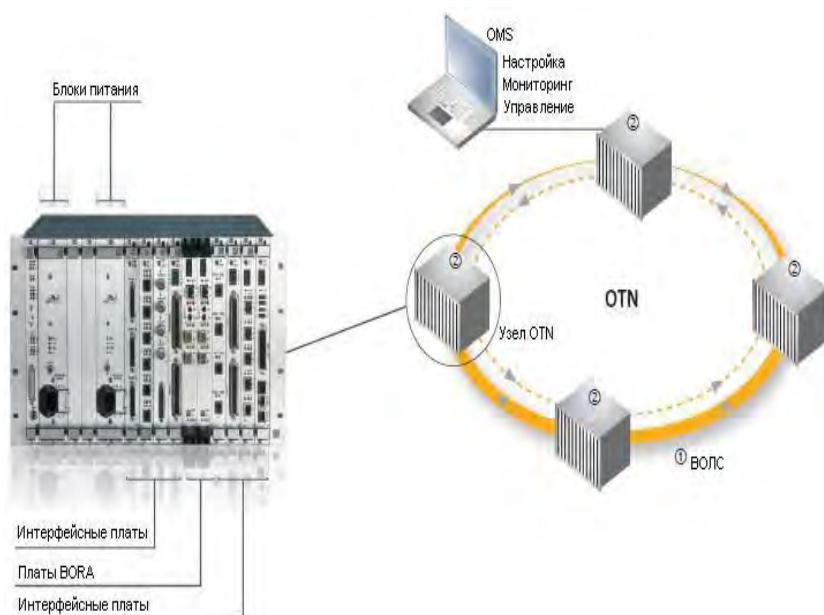 OMS
Настройка
Мониторинг
Управление
Блоки питания
②
②
②
OTN
Узел OTN
②
① ВОЛС
Интерфейсные платы
Платы BORA
Интерфейсные платы